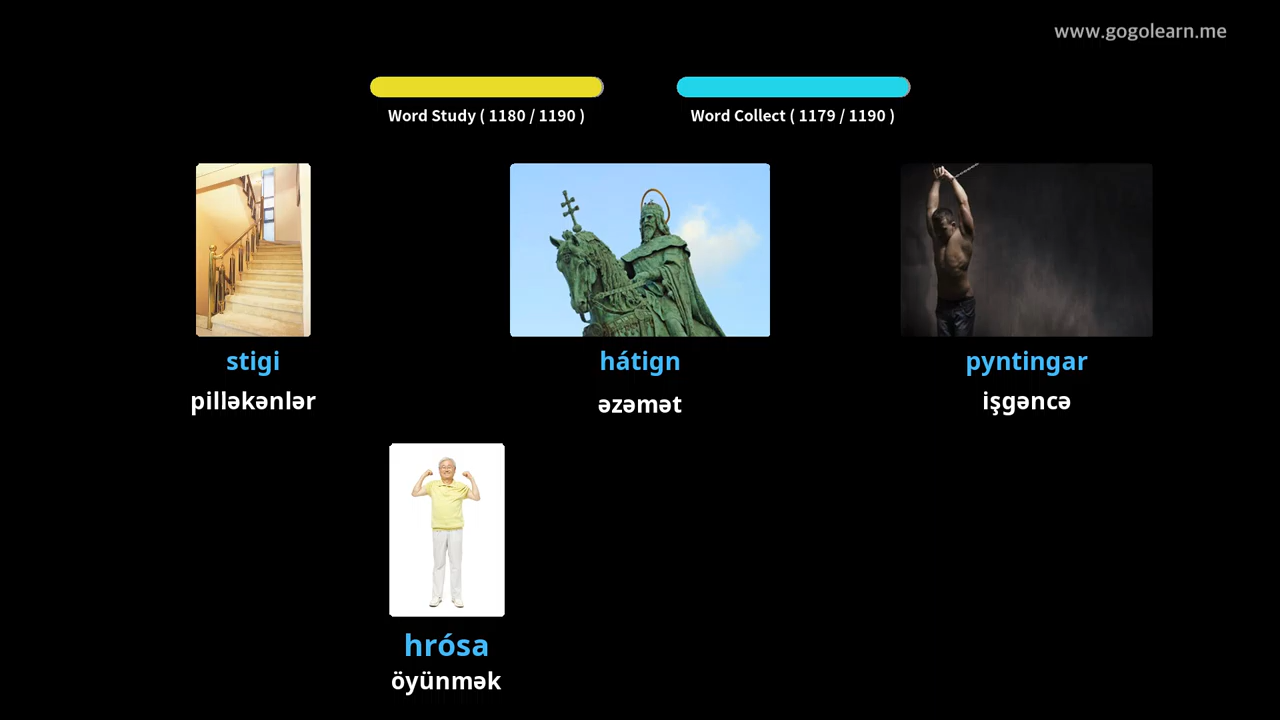 www.gogolearn.me
Word Study ( 1180 / 1190 )
Word Collect ( 1179 / 1190 )
stigi
pilləkənlər
hátign
əzəmət
pyntingar
işgəncə
hrósa
öyünmək